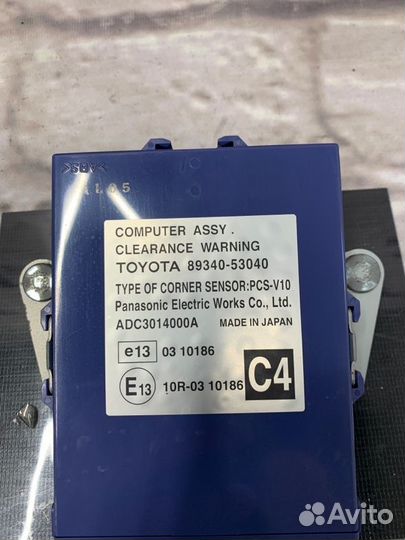 >ABS<
COMPUTER ASSY .
CLEARANCE WARNiNG
TOYOTA 89340-53040
TYPE OF CORNER SENSOR:PCS-V10
Panasonic Electric Works Co., Ltd.
ADC3014000A MADE IN JAPAN
e13 03 10186
E13 10R-03 10186 C4
Avito